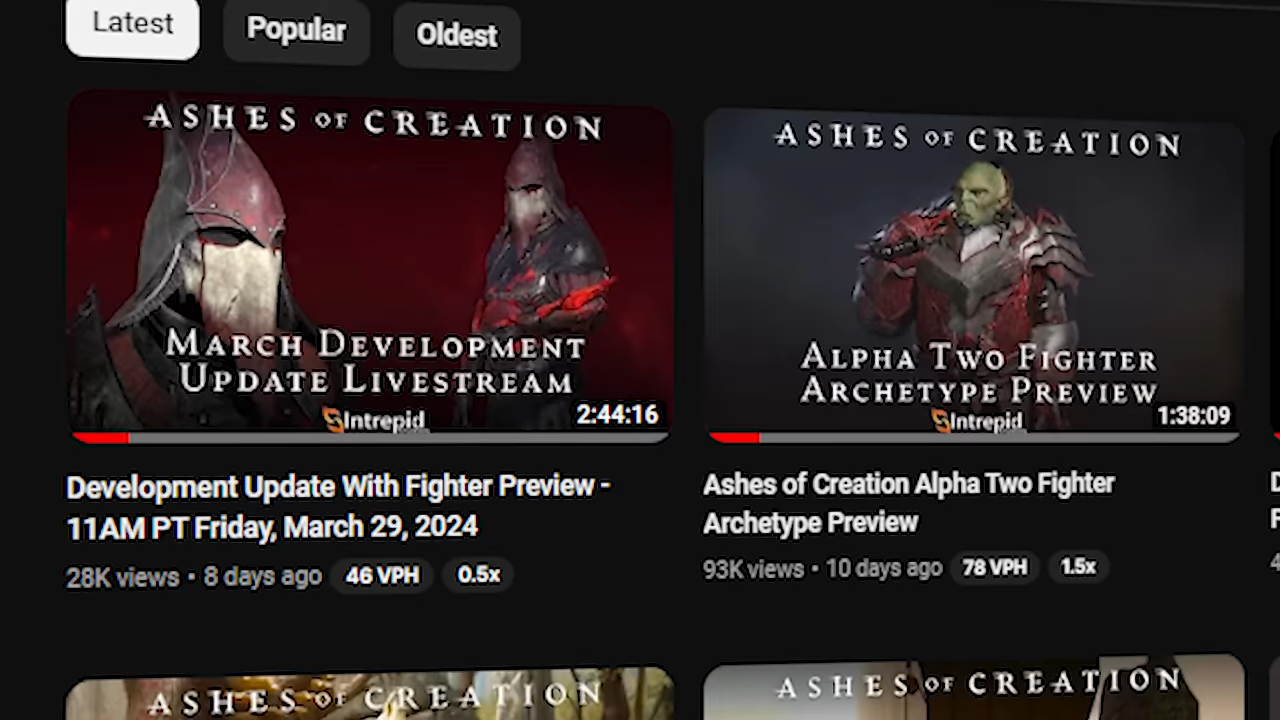 Latest
Popular
Oldest
ASHES OF CREATION
MARCH DEVELOPMENT
UPDATE LIVESTREAM
Intrepid
2:44:16
Development Update With Fighter Preview -
11AM PT Friday, March 29, 2024
28K views • 8 days ago 46 VPH 0.5x
ASHES OF CREATION
ALPHA TWO FIGHTER
ARCHETYPE PREVIEW
Intrepid
1:38:09
Ashes of Creation Alpha Two Fighter
Archetype Preview
93K views • 10 days ago 78 VPH 1.5x
ASHES OF CREATION
ASHES OF CREATION